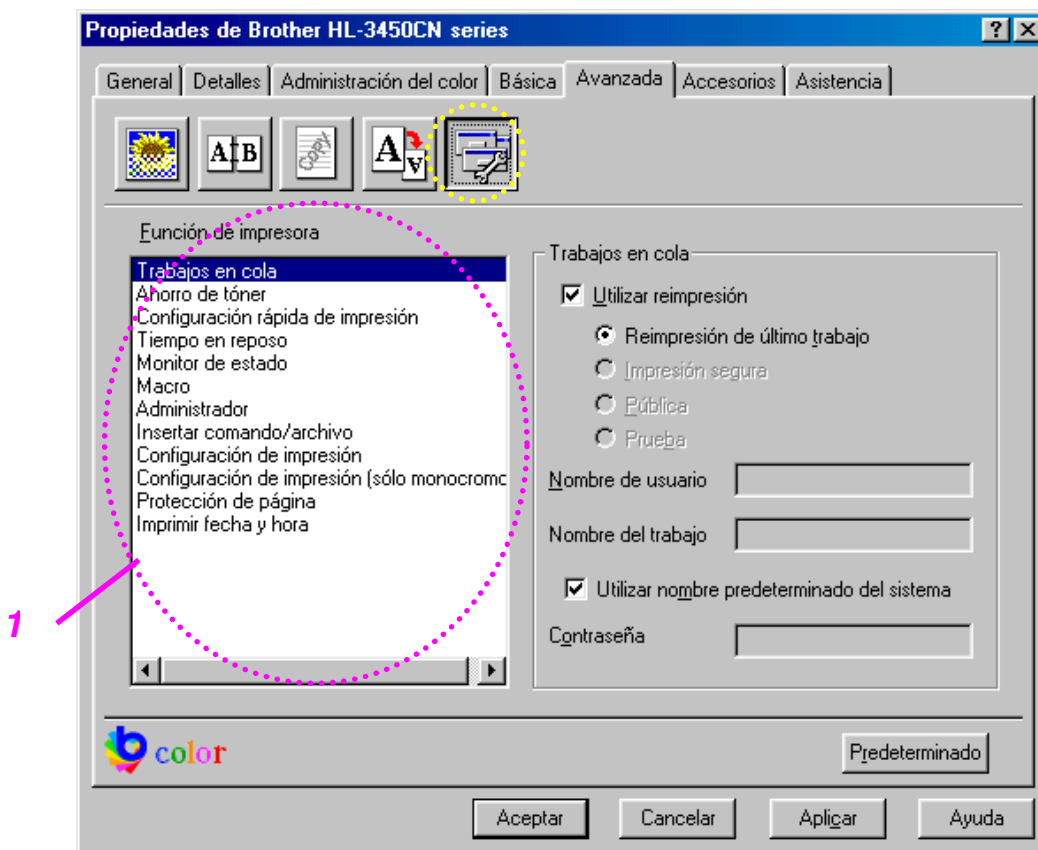 Propiedades de Brother HL-3450CN series
General Detalles Administración del color Básica Avanzada Accesorios Asistencia
A B
COPY
A A
Función de impresora
Trabajos en cola
Ahorro de tóner
Configuración rápida de impresión
Tiempo en reposo
Monitor de estado
Macro
Administrador
Insertar comando/archivo
Configuración de impresión
Configuración de impresión (sólo monocromo
Protección de página
Imprimir fecha y hora
1
Trabajos en cola
Utilizar reimpresión
Reimpresión de último trabajo
Impresión segura
Pública
Prueba
Nombre de usuario
Nombre del trabajo
Utilizar nombre predeterminado del sistema
Contraseña
color
Predeterminado
Aceptar Cancelar Aplicar Ayuda